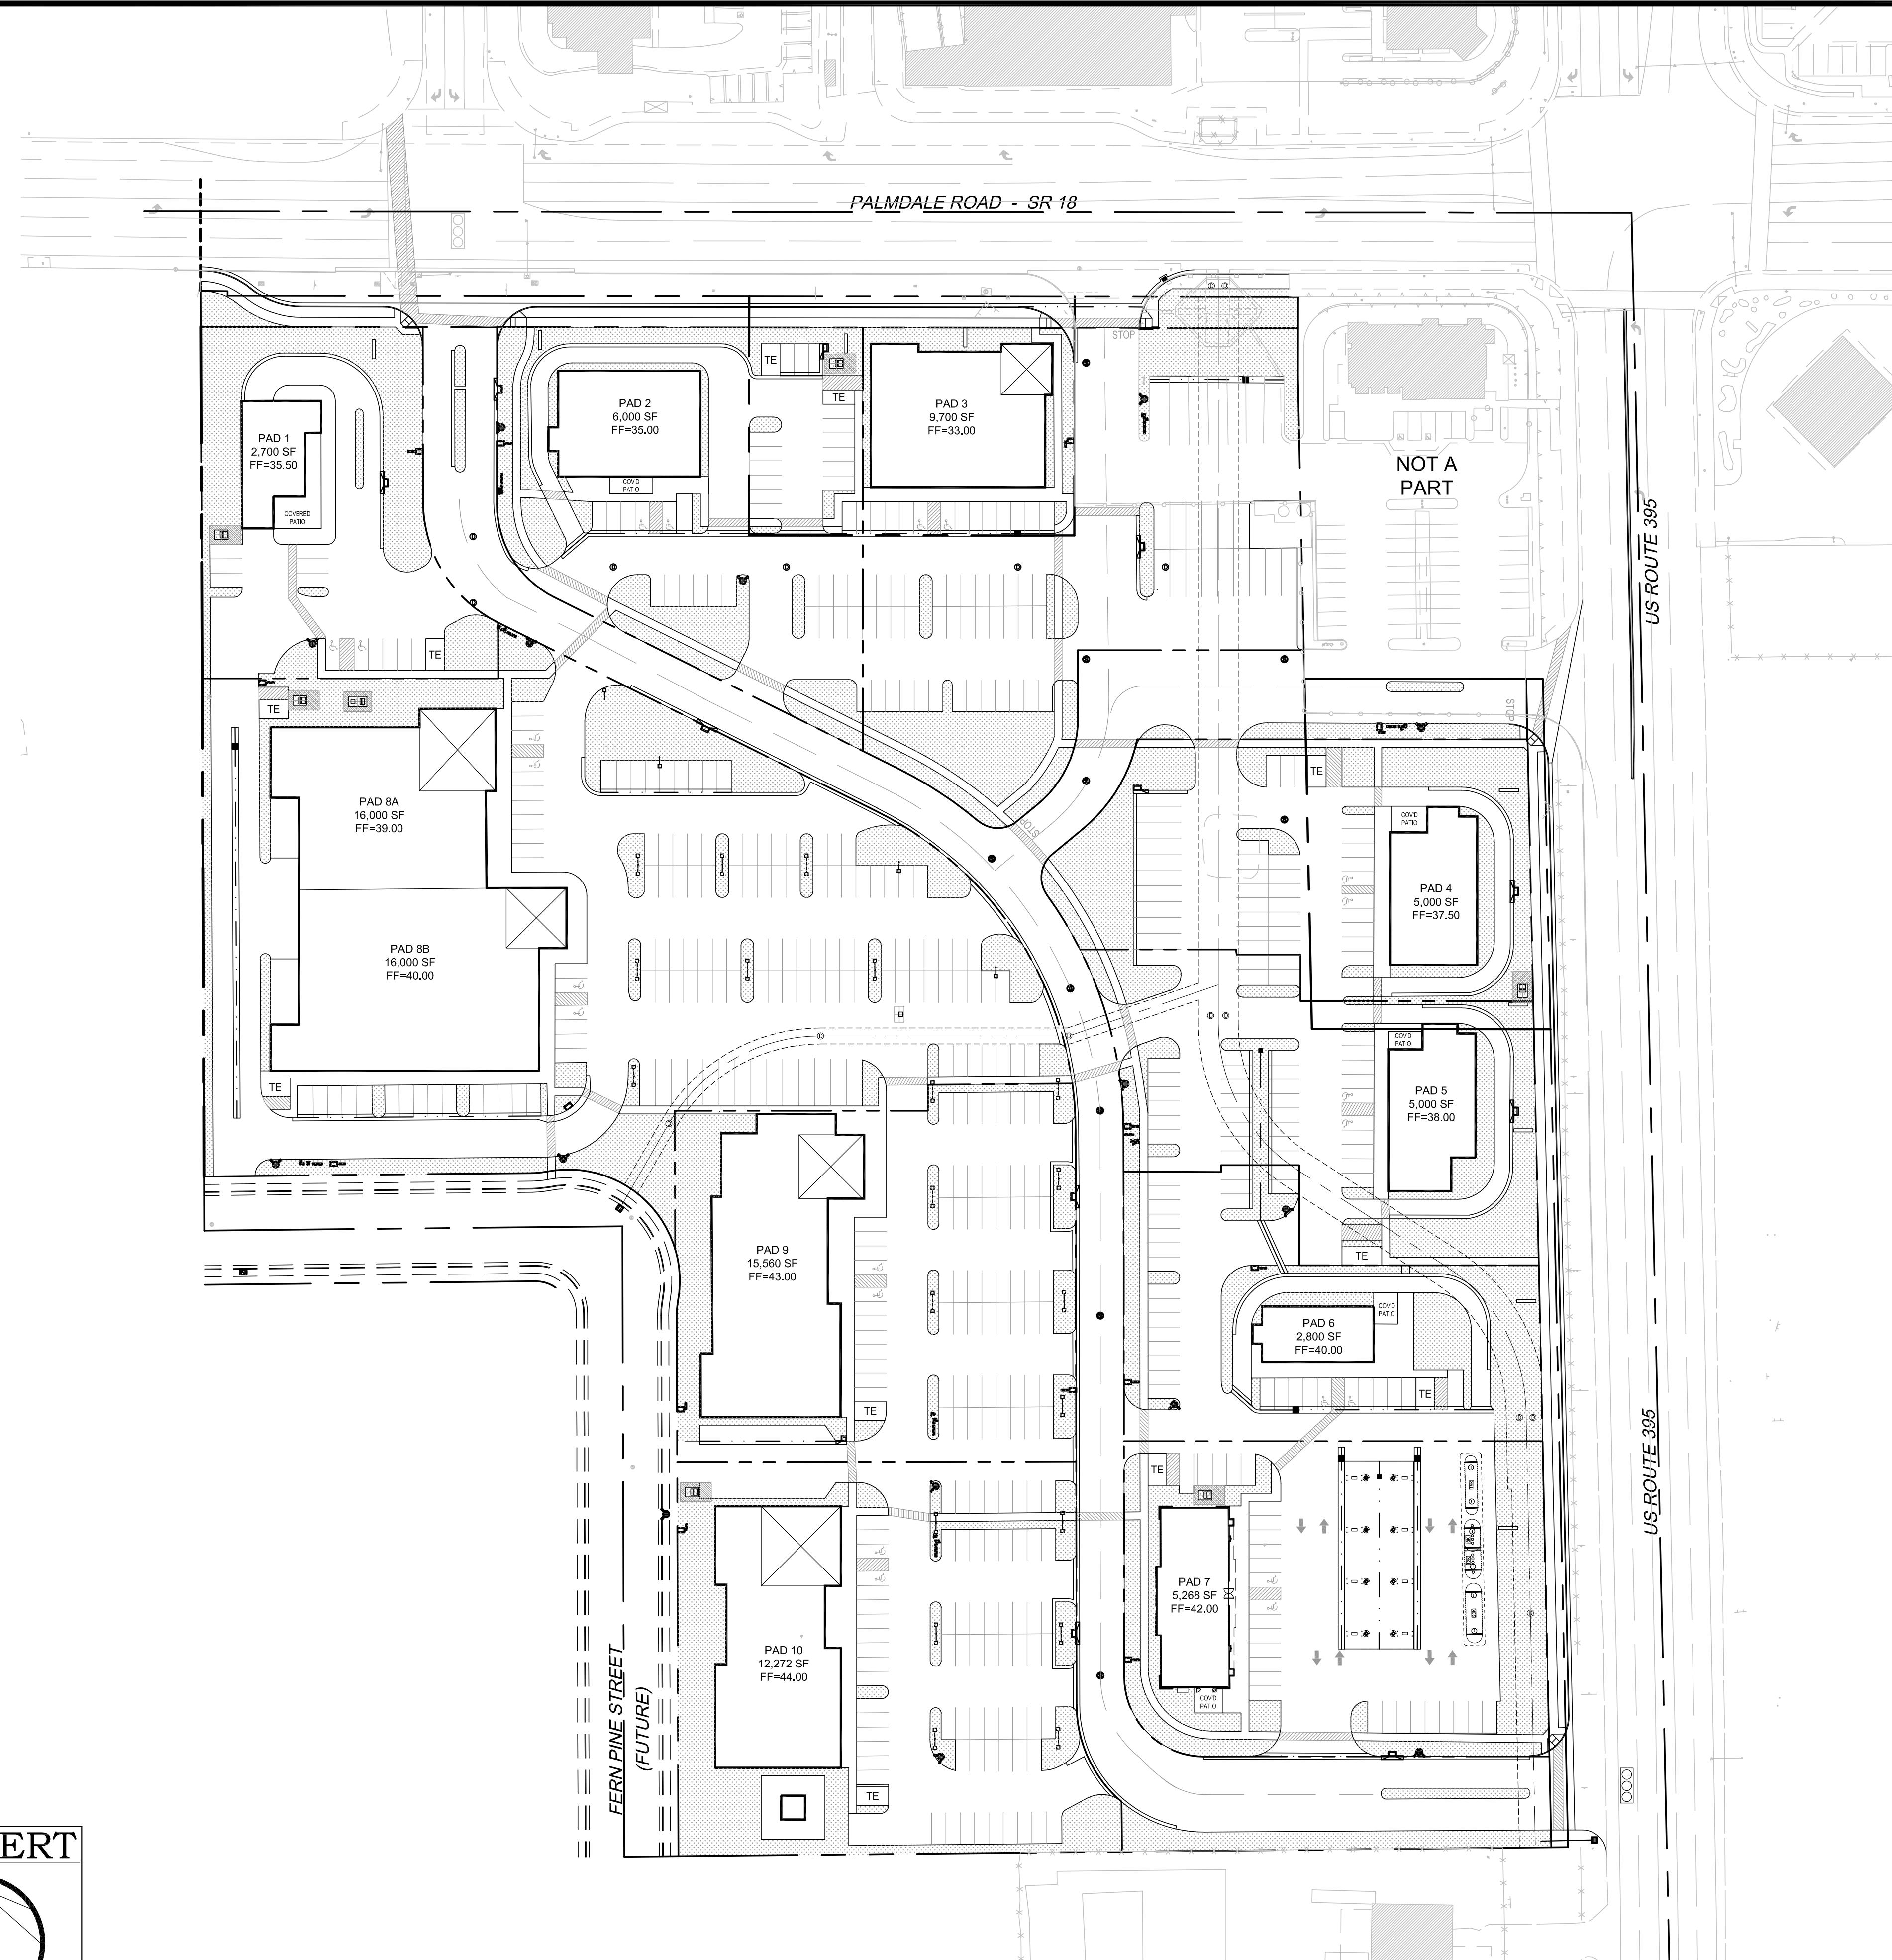 PALMDALE ROAD - SR 18
STOP
TE
TE
PAD 1
2,700 SF
FF=35.50
COVERED
PATIO
TE
PAD 2
6,000 SF
FF=35.00
COV'D
PATIO
PAD 3
9,700 SF
FF=33.00
NOT A
PART
US ROUTE 395
TE
PAD 8A
16,000 SF
FF=39.00
PAD 8B
16,000 SF
FF=40.00
TE
STOP
STOP
TE
COV'D
PATIO
PAD 4
5,000 SF
FF=37.50
COV'D
PATIO
PAD 5
5,000 SF
FF=38.00
TE
PAD 9
15,560 SF
FF=43.00
TE
COV'D
PATIO
PAD 6
2,800 SF
FF=40.00
TE
US ROUTE 395
TE
PAD 7
5,268 SF
FF=42.00
COV'D
PATIO
PAD 10
12,272 SF
FF=44.00
TE
FERN PINE STREET
(FUTURE)
ERT